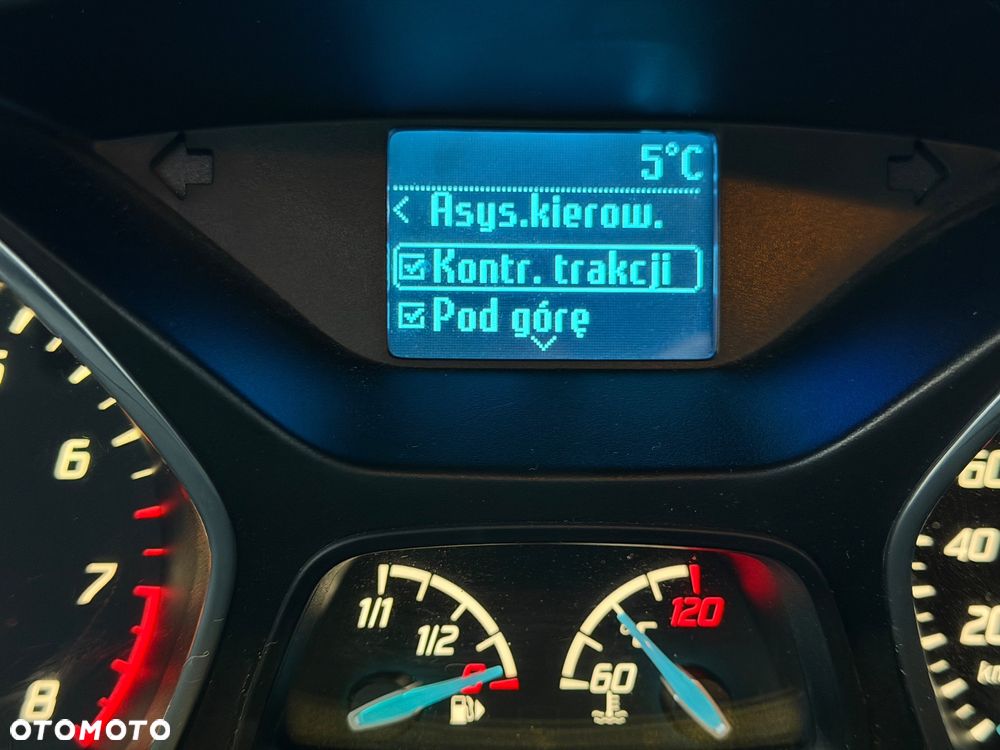 5°C
< Asys.kierow.
Kontr. trakcji
Pod górę
6
7
8
1/1
1/2
0
°C
60
120
60
40
20
OTOMOTO